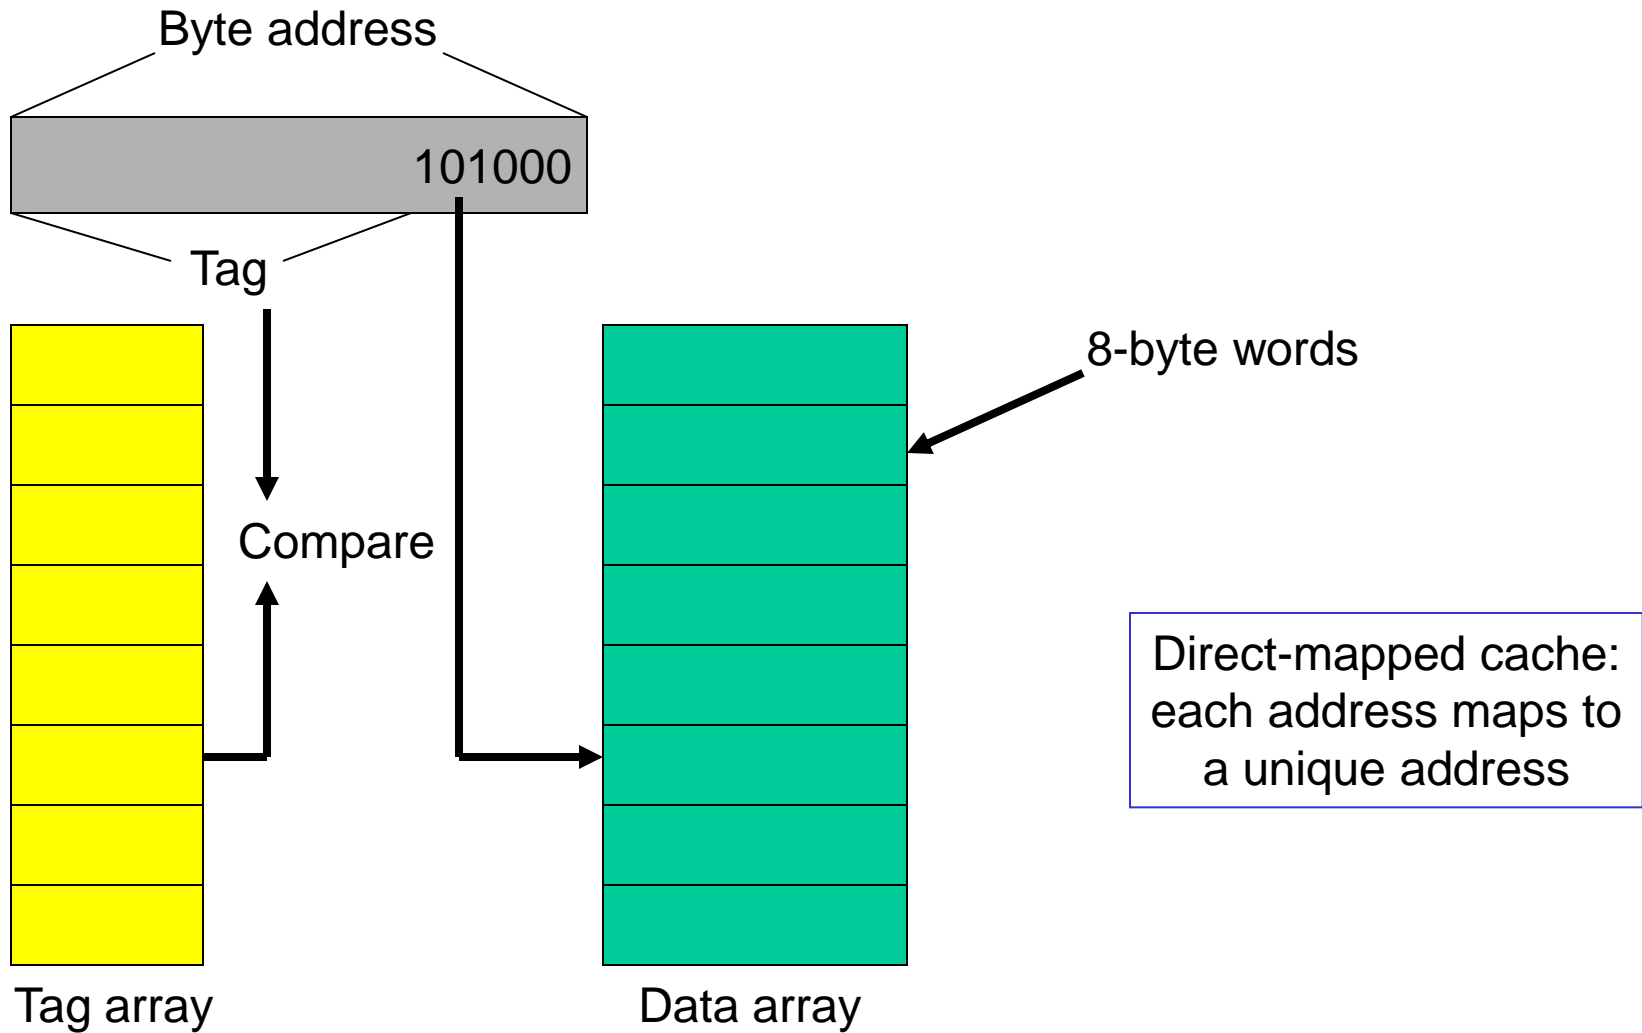 Byte address
101000
Tag
8-byte words
Compare
Direct-mapped cache:
each address maps to
a unique address
Tag array
Data array